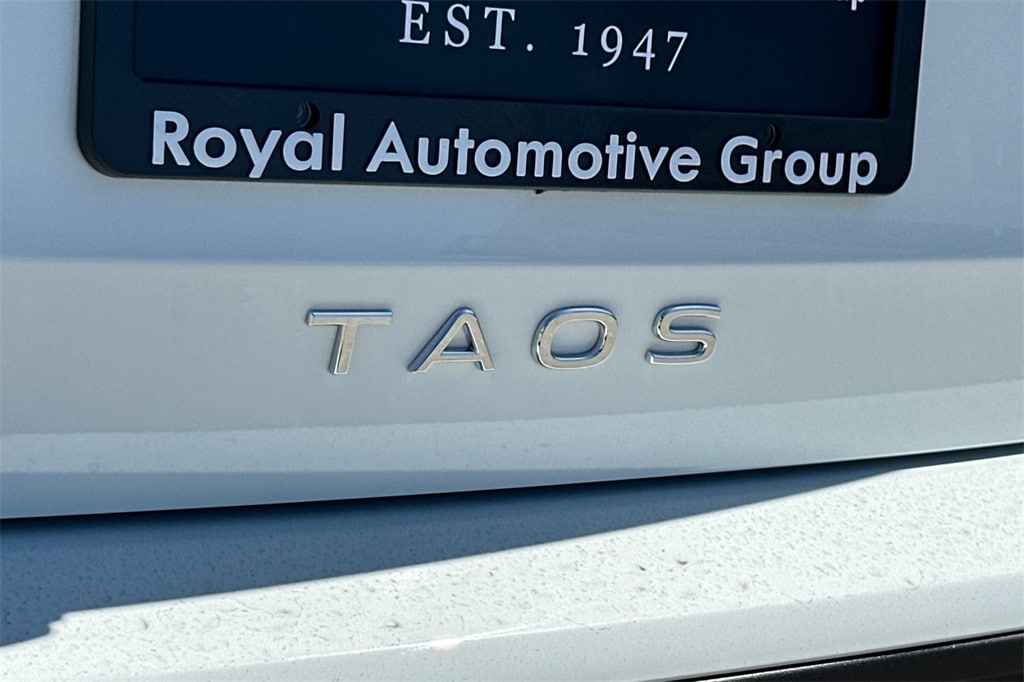 EST. 1947
Royal Automotive Group
TAOS